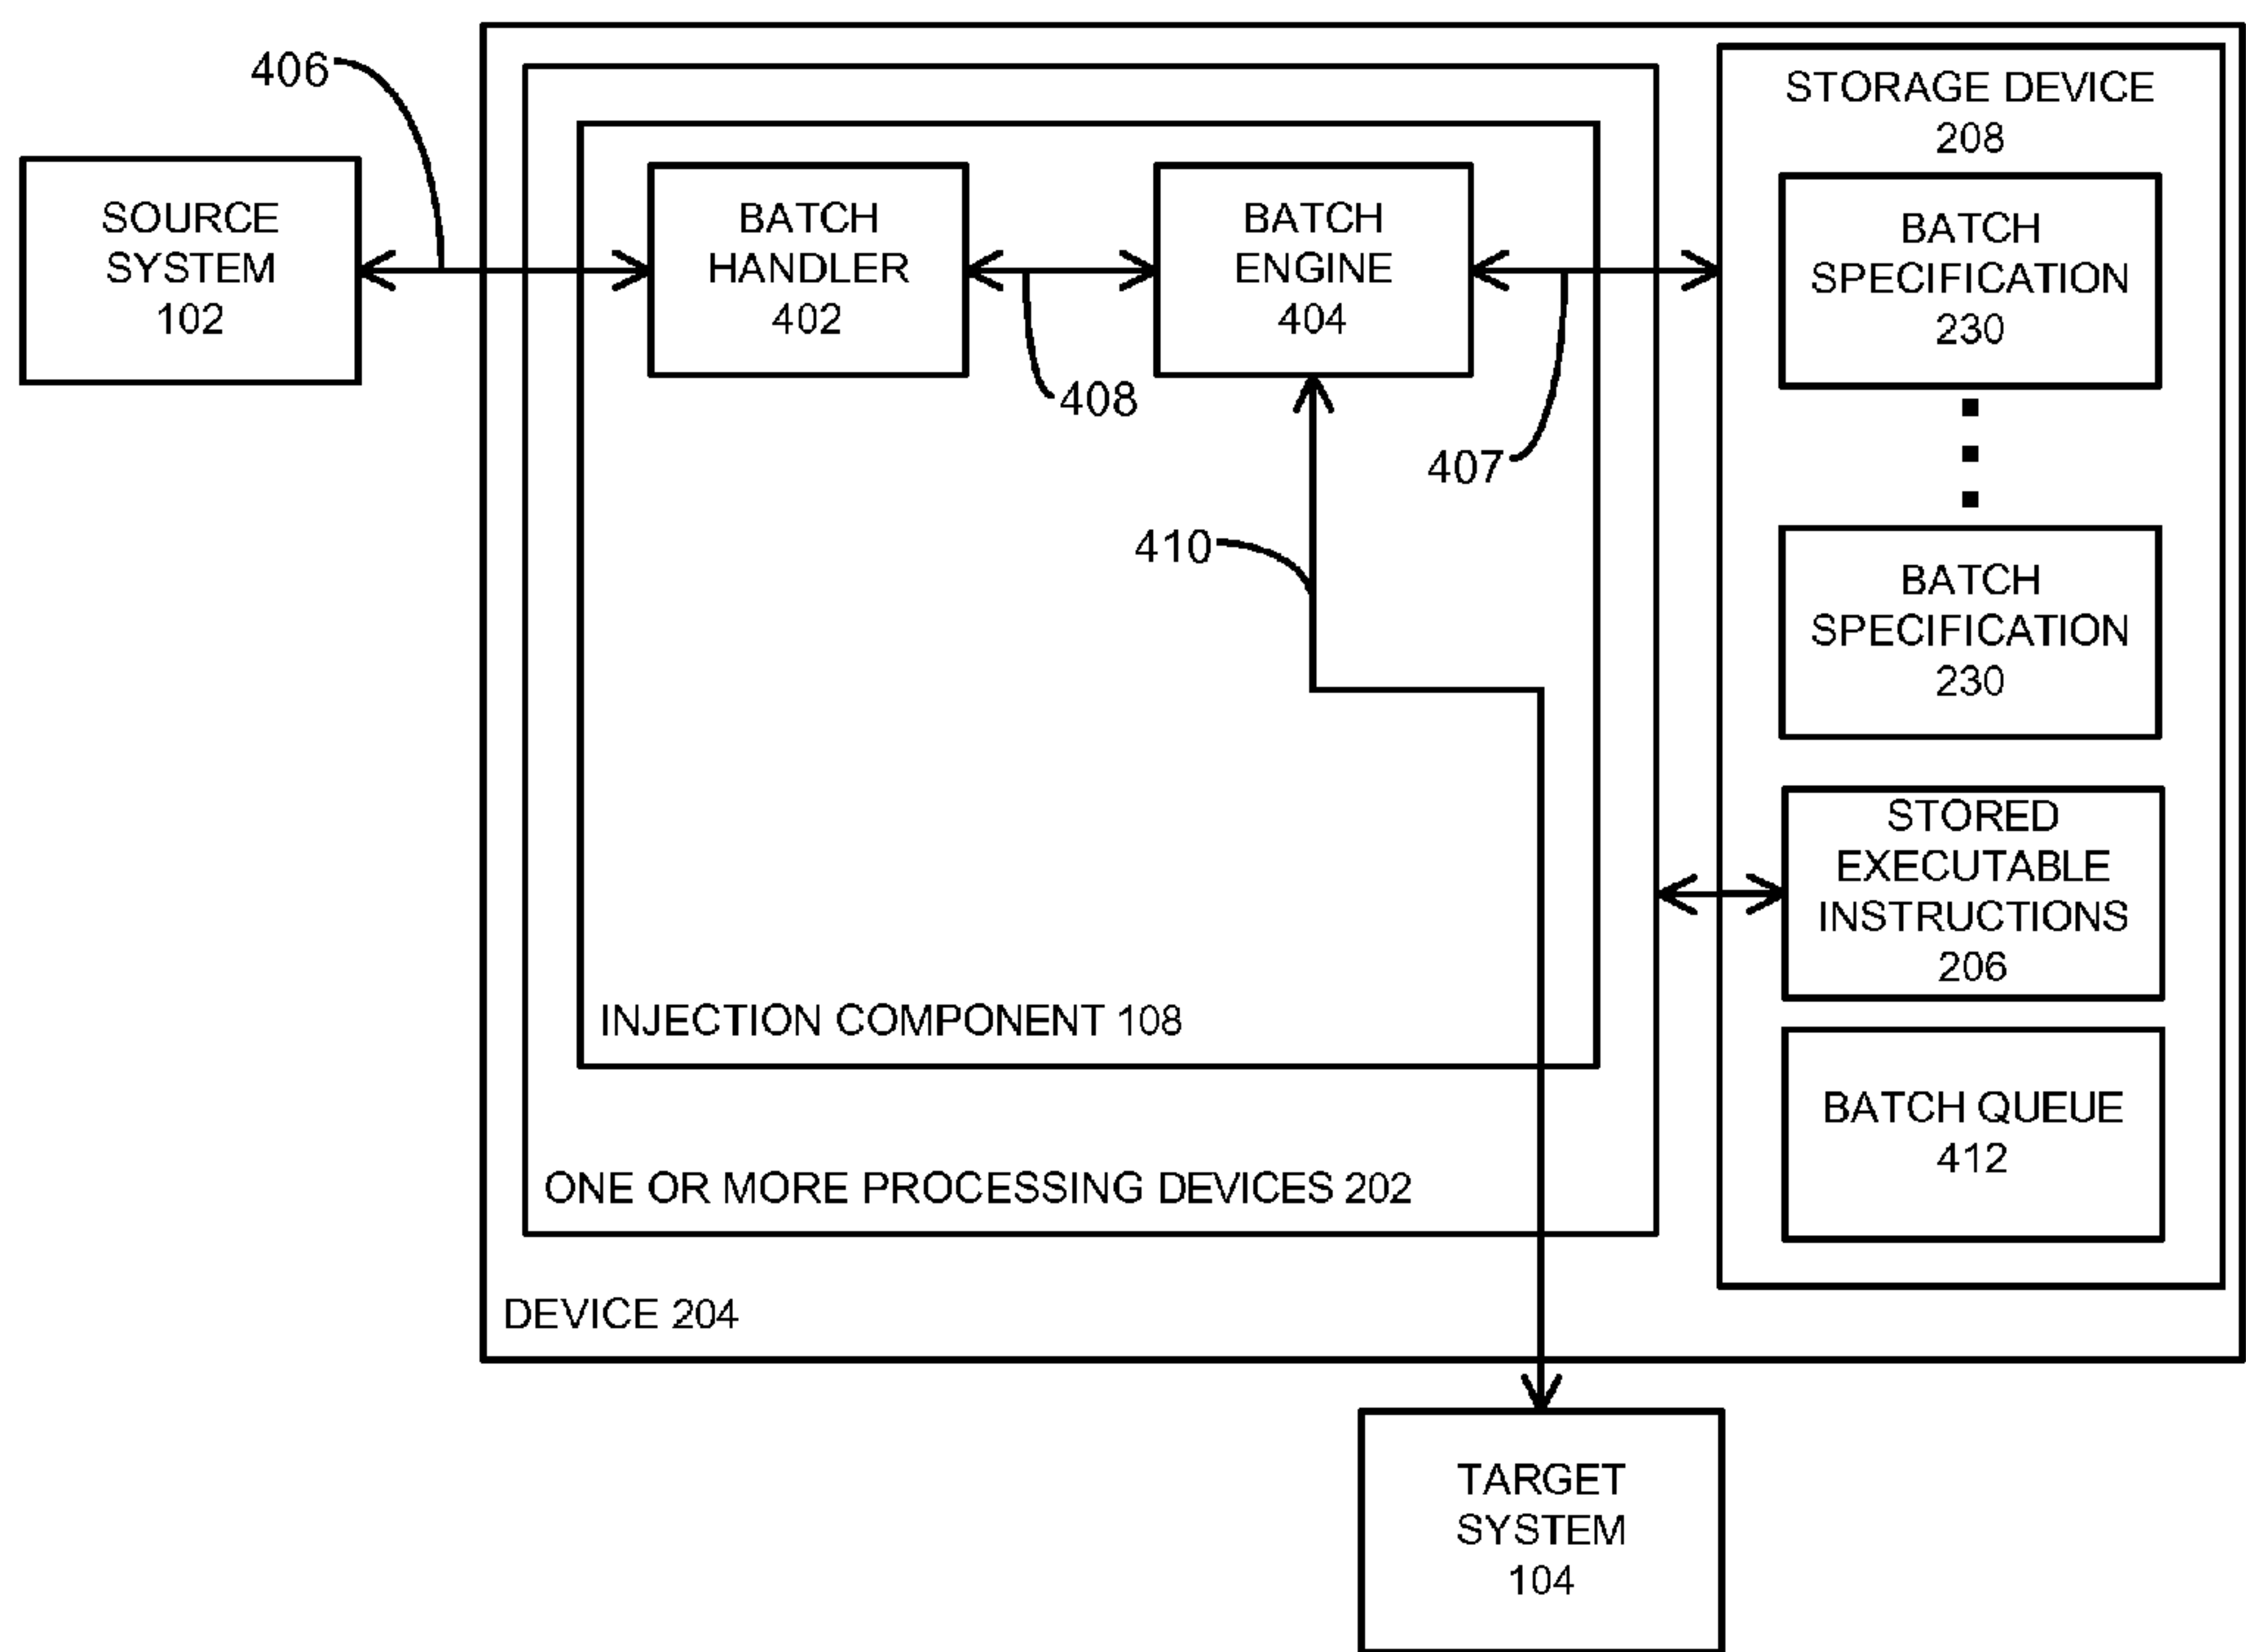 406
SOURCE
SYSTEM
102
BATCH
HANDLER
402
BATCH
ENGINE
404
408
407
410
STORAGE DEVICE
208
BATCH
SPECIFICATION
230
BATCH
SPECIFICATION
230
STORED
EXECUTABLE
INSTRUCTIONS
206
BATCH QUEUE
412
INJECTION COMPONENT 108
ONE OR MORE PROCESSING DEVICES 202
DEVICE 204
TARGET
SYSTEM
104